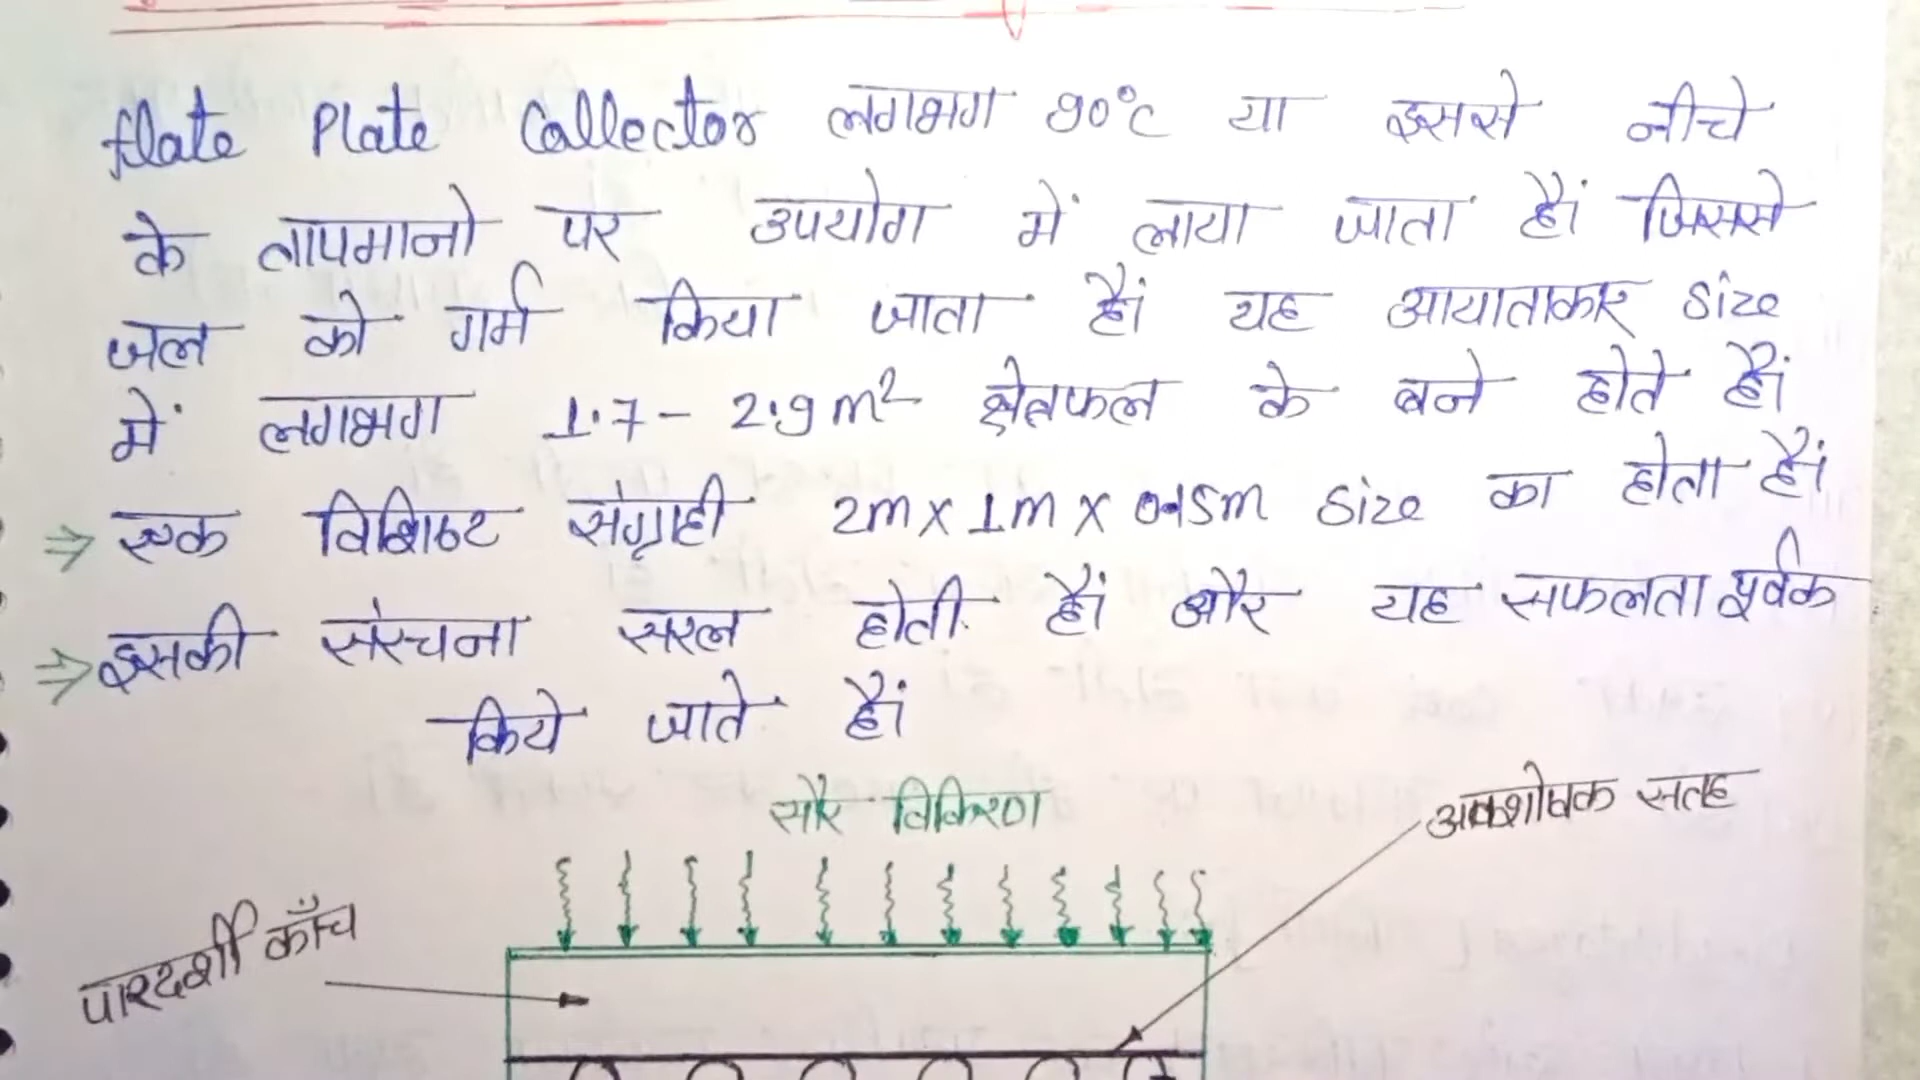 flate Plate Collector लगभग 90°C या इससे नीचे
के तापमानो पर उपयोग में लाया जाता हैं जिससे
जल को गर्म किया जाता हैं यह आयाताकार Size
में लगभग 1.7 - 2.9 m² क्षेत्रफल के बने होते हैं
⇒ एक विशिष्ट संग्राही 2m x 1m x 0.15m Size का होता हैं
⇒ इसकी संरचना सरल होती हैं और यह सफलता पूर्वक
किये जाते हैं
सौर विकिरण
अवशोषक सतह
पारदर्शी काँच